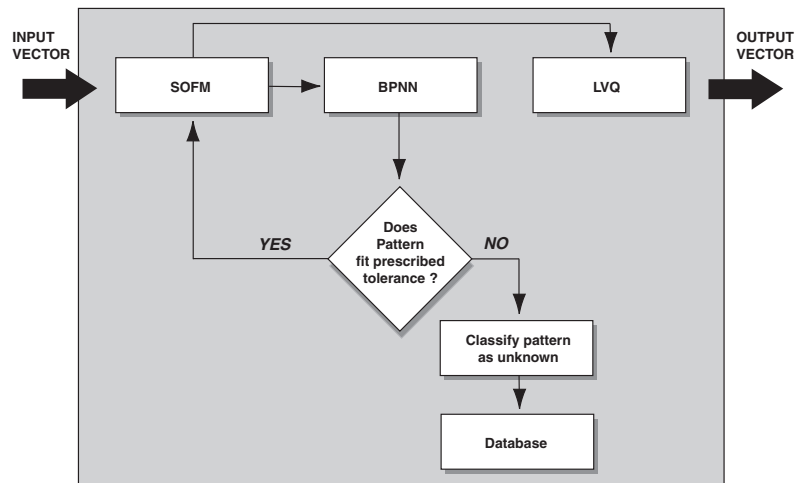 INPUT
VECTOR
OUTPUT
VECTOR
SOFM
BPNN
LVQ
Does
Pattern
fit prescribed
tolerance ?
YES
NO
Classify pattern
as unknown
Database